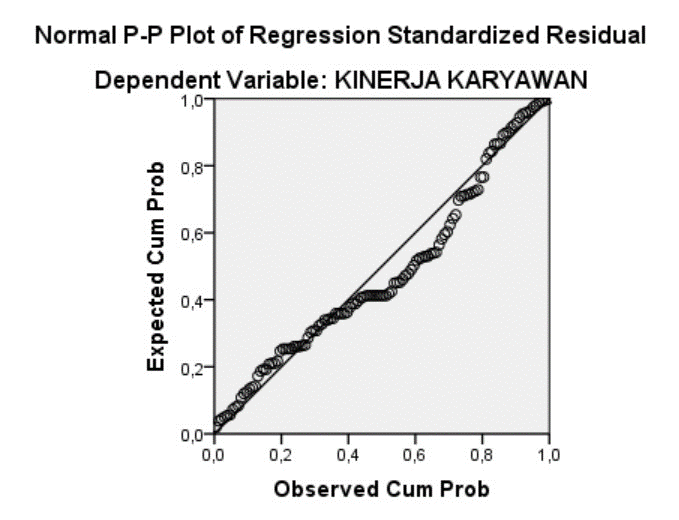 Normal P-P Plot of Regression Standardized Residual
Dependent Variable: KINERJA KARYAWAN
Expected Cum Prob
1,0
0,8
0,6
0,4
0,2
0,0
0,0 0,2 0,4 0,6 0,8 1,0
Observed Cum Prob